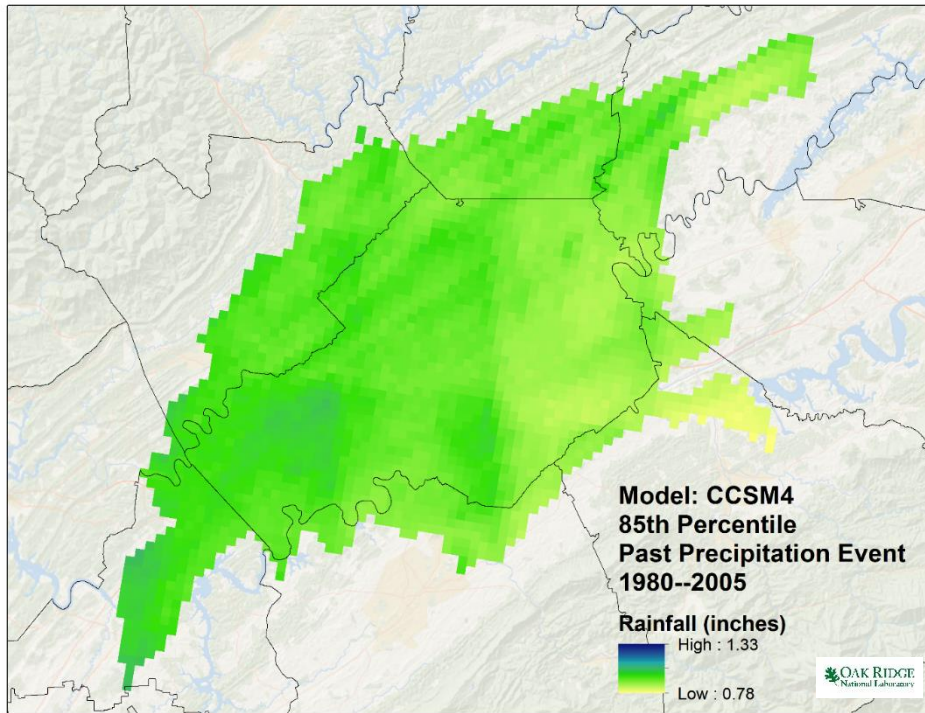 Model: CCSM4
85th Percentile
Past Precipitation Event
1980--2005
Rainfall (inches)
High : 1.33
Low : 0.78
OAK RIDGE
National Laboratory